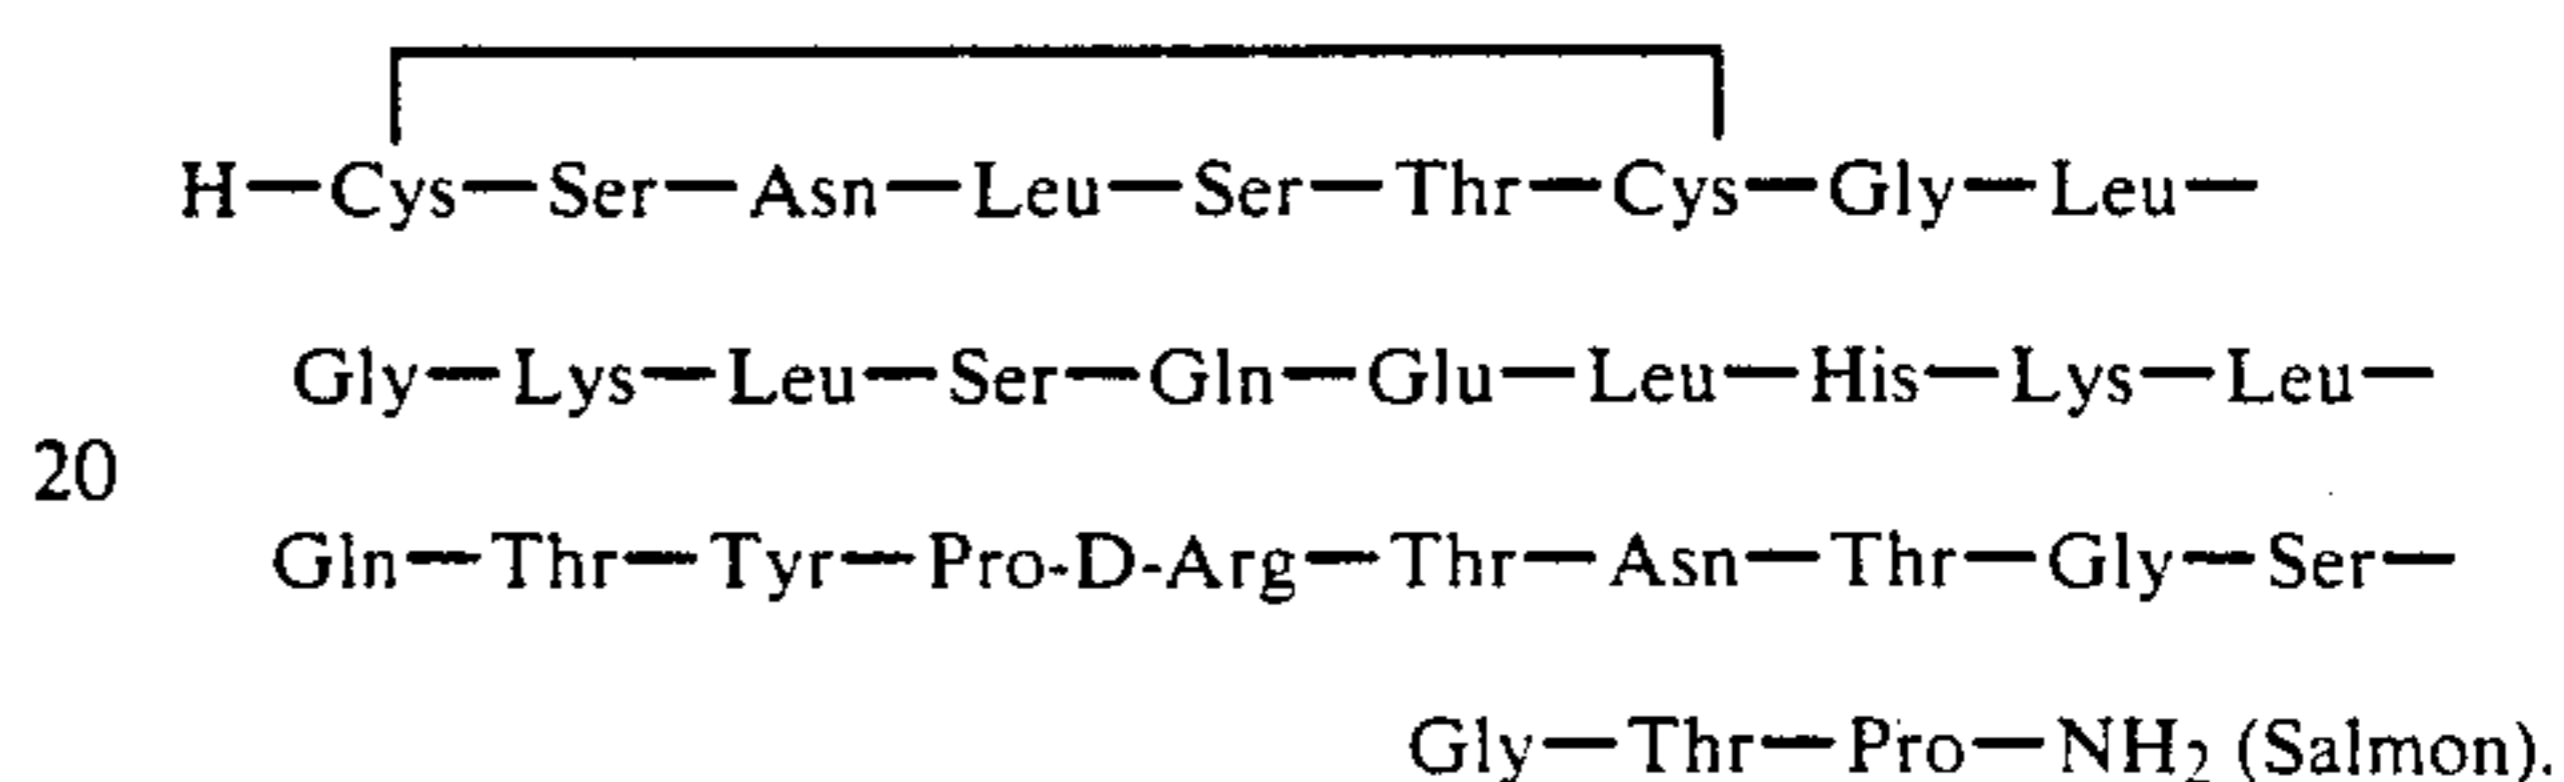 H—Cys—Ser—Asn—Leu—Ser—Thr—Cys—Gly—Leu—
Gly—Lys—Leu—Ser—Gln—Glu—Leu—His—Lys—Leu—
20
Gln—Thr—Tyr—Pro-D-Arg—Thr—Asn—Thr—Gly—Ser—
Gly—Thr—Pro—NH₂ (Salmon).